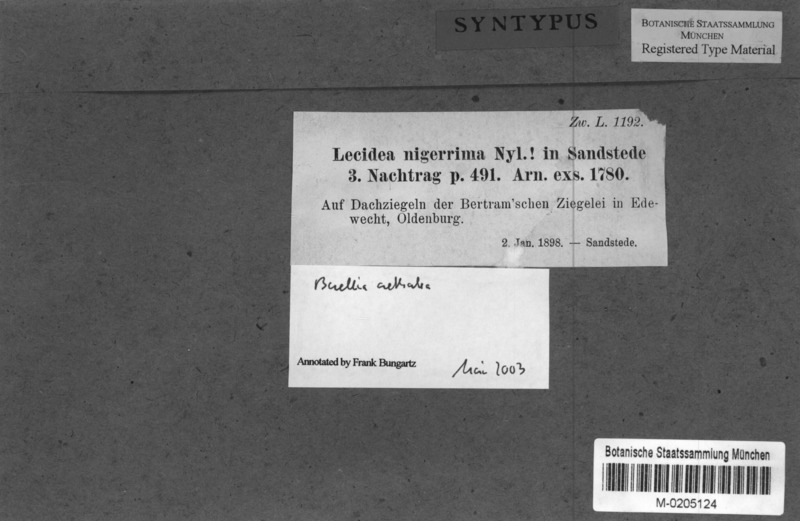 SYNTYPUS
BOTANISCHE STAATSSAMMLUNG
MÜNCHEN
Registered Type Material
Zw. L. 1192.
Lecidea nigerrima Nyl.! in Sandstede
3. Nachtrag p. 491. Arn. exs. 1780.
Auf Dachziegeln der Bertram'schen Ziegelei in Ede-
wecht, Oldenburg.
2. Jan. 1898. — Sandstede.
Buellia aethalea
Annotated by Frank Bungartz
Mai 2003
Botanische Staatssammlung München
M-0205124